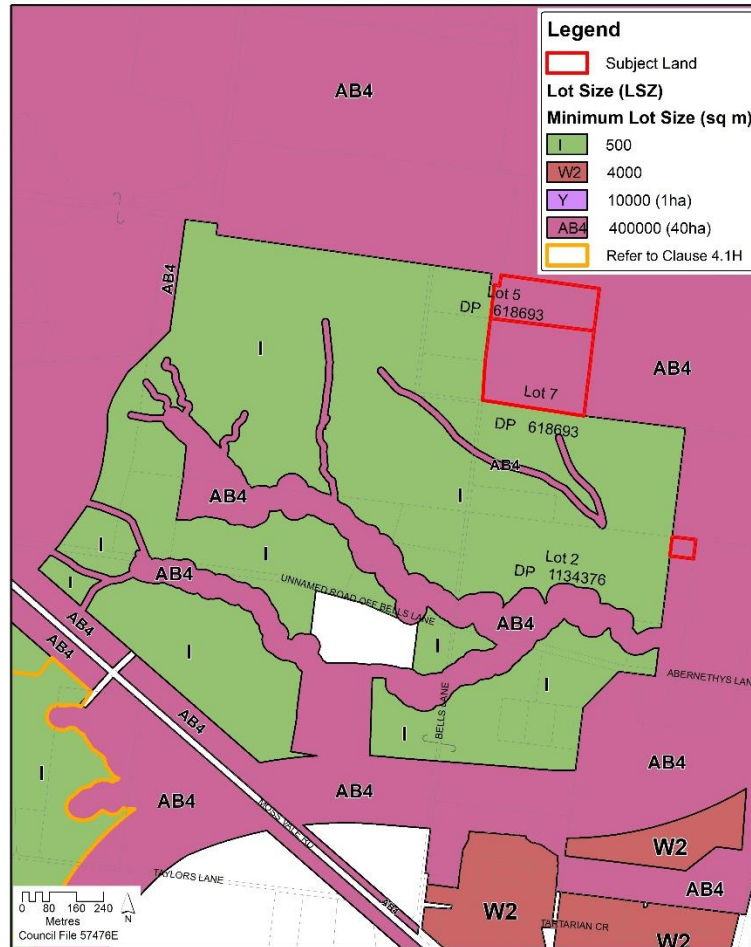 Legend
Subject Land
Lot Size (LSZ)
Minimum Lot Size (sq m)
I 500
W2 4000
Y 10000 (1ha)
AB4 400000 (40ha)
Refer to Clause 4.1H
AB4
AB4
Lot 5
DP 618693
I
AB4
Lot 7
DP 618693
AB4
AB4
I
I
I
I
AB4
Lot 2
DP 1134376
UNNAMED ROAD OFF BELLS LANE
AB4
I
AB4
AB4
I
I
ABERNETHYS LANE
BELLS LANE
AB4
I
I
AB4
AB4
AB4
MOSS VALE RD
W2
TAYLORS LANE
AB4
AB4
W2
TARTARIAN CR
W2
0 40 80 160 240
Metres
N
Council File 57476E